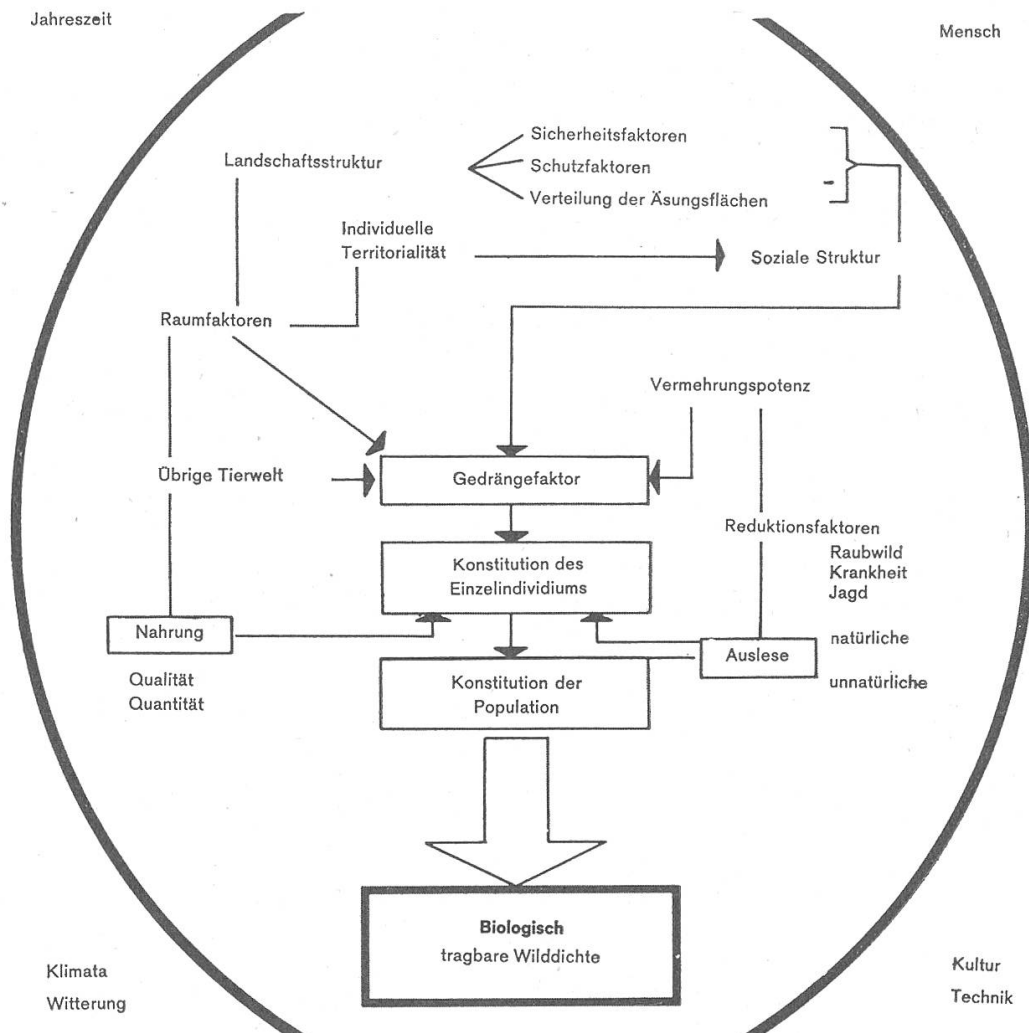 Jahreszeit
Mensch
Sicherheitsfaktoren
Landschaftsstruktur
Schutzfaktoren
Verteilung der Äsungsflächen
Individuelle
Territorialität
Soziale Struktur
Raumfaktoren
Vermehrungspotenz
Übrige Tierwelt
Gedrängefaktor
Reduktionsfaktoren
Raubwild
Krankheit
Jagd
Konstitution des
Einzelindividiums
Nahrung
natürliche
Auslese
unnatürliche
Qualität
Quantität
Konstitution der
Population
Biologisch
tragbare Wilddichte
Klimata
Witterung
Kultur
Technik